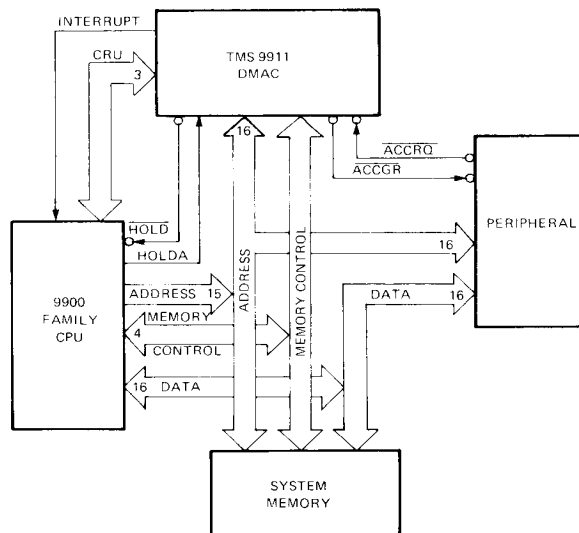 INTERRUPT
CRU
3
TMS 9911
DMAC
16
ACCRQ
ACCGR
PERIPHERAL
HOLD
HOLDA
16
9900
FAMILY
CPU
ADDRESS 15
MEMORY
4
CONTROL
16 DATA
ADDRESS
MEMORY CONTROL
DATA 16
SYSTEM
MEMORY